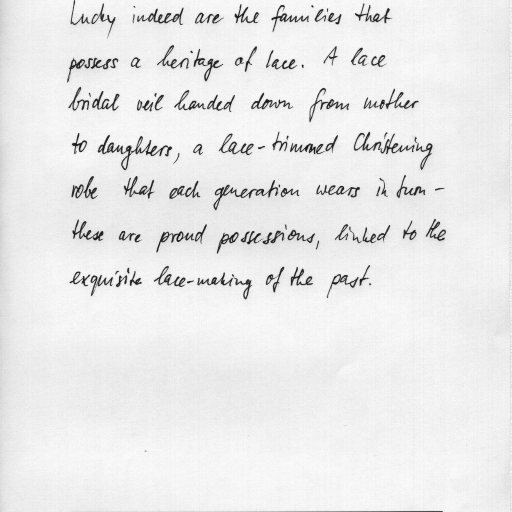 Lucky indeed are the families that
possess a heritage of lace. A lace
bridal veil handed down from mother
to daughters, a lace-trimmed Christening
robe that each generation wears in turn -
these are proud possessions, linked to the
exquisite lace-making of the past.